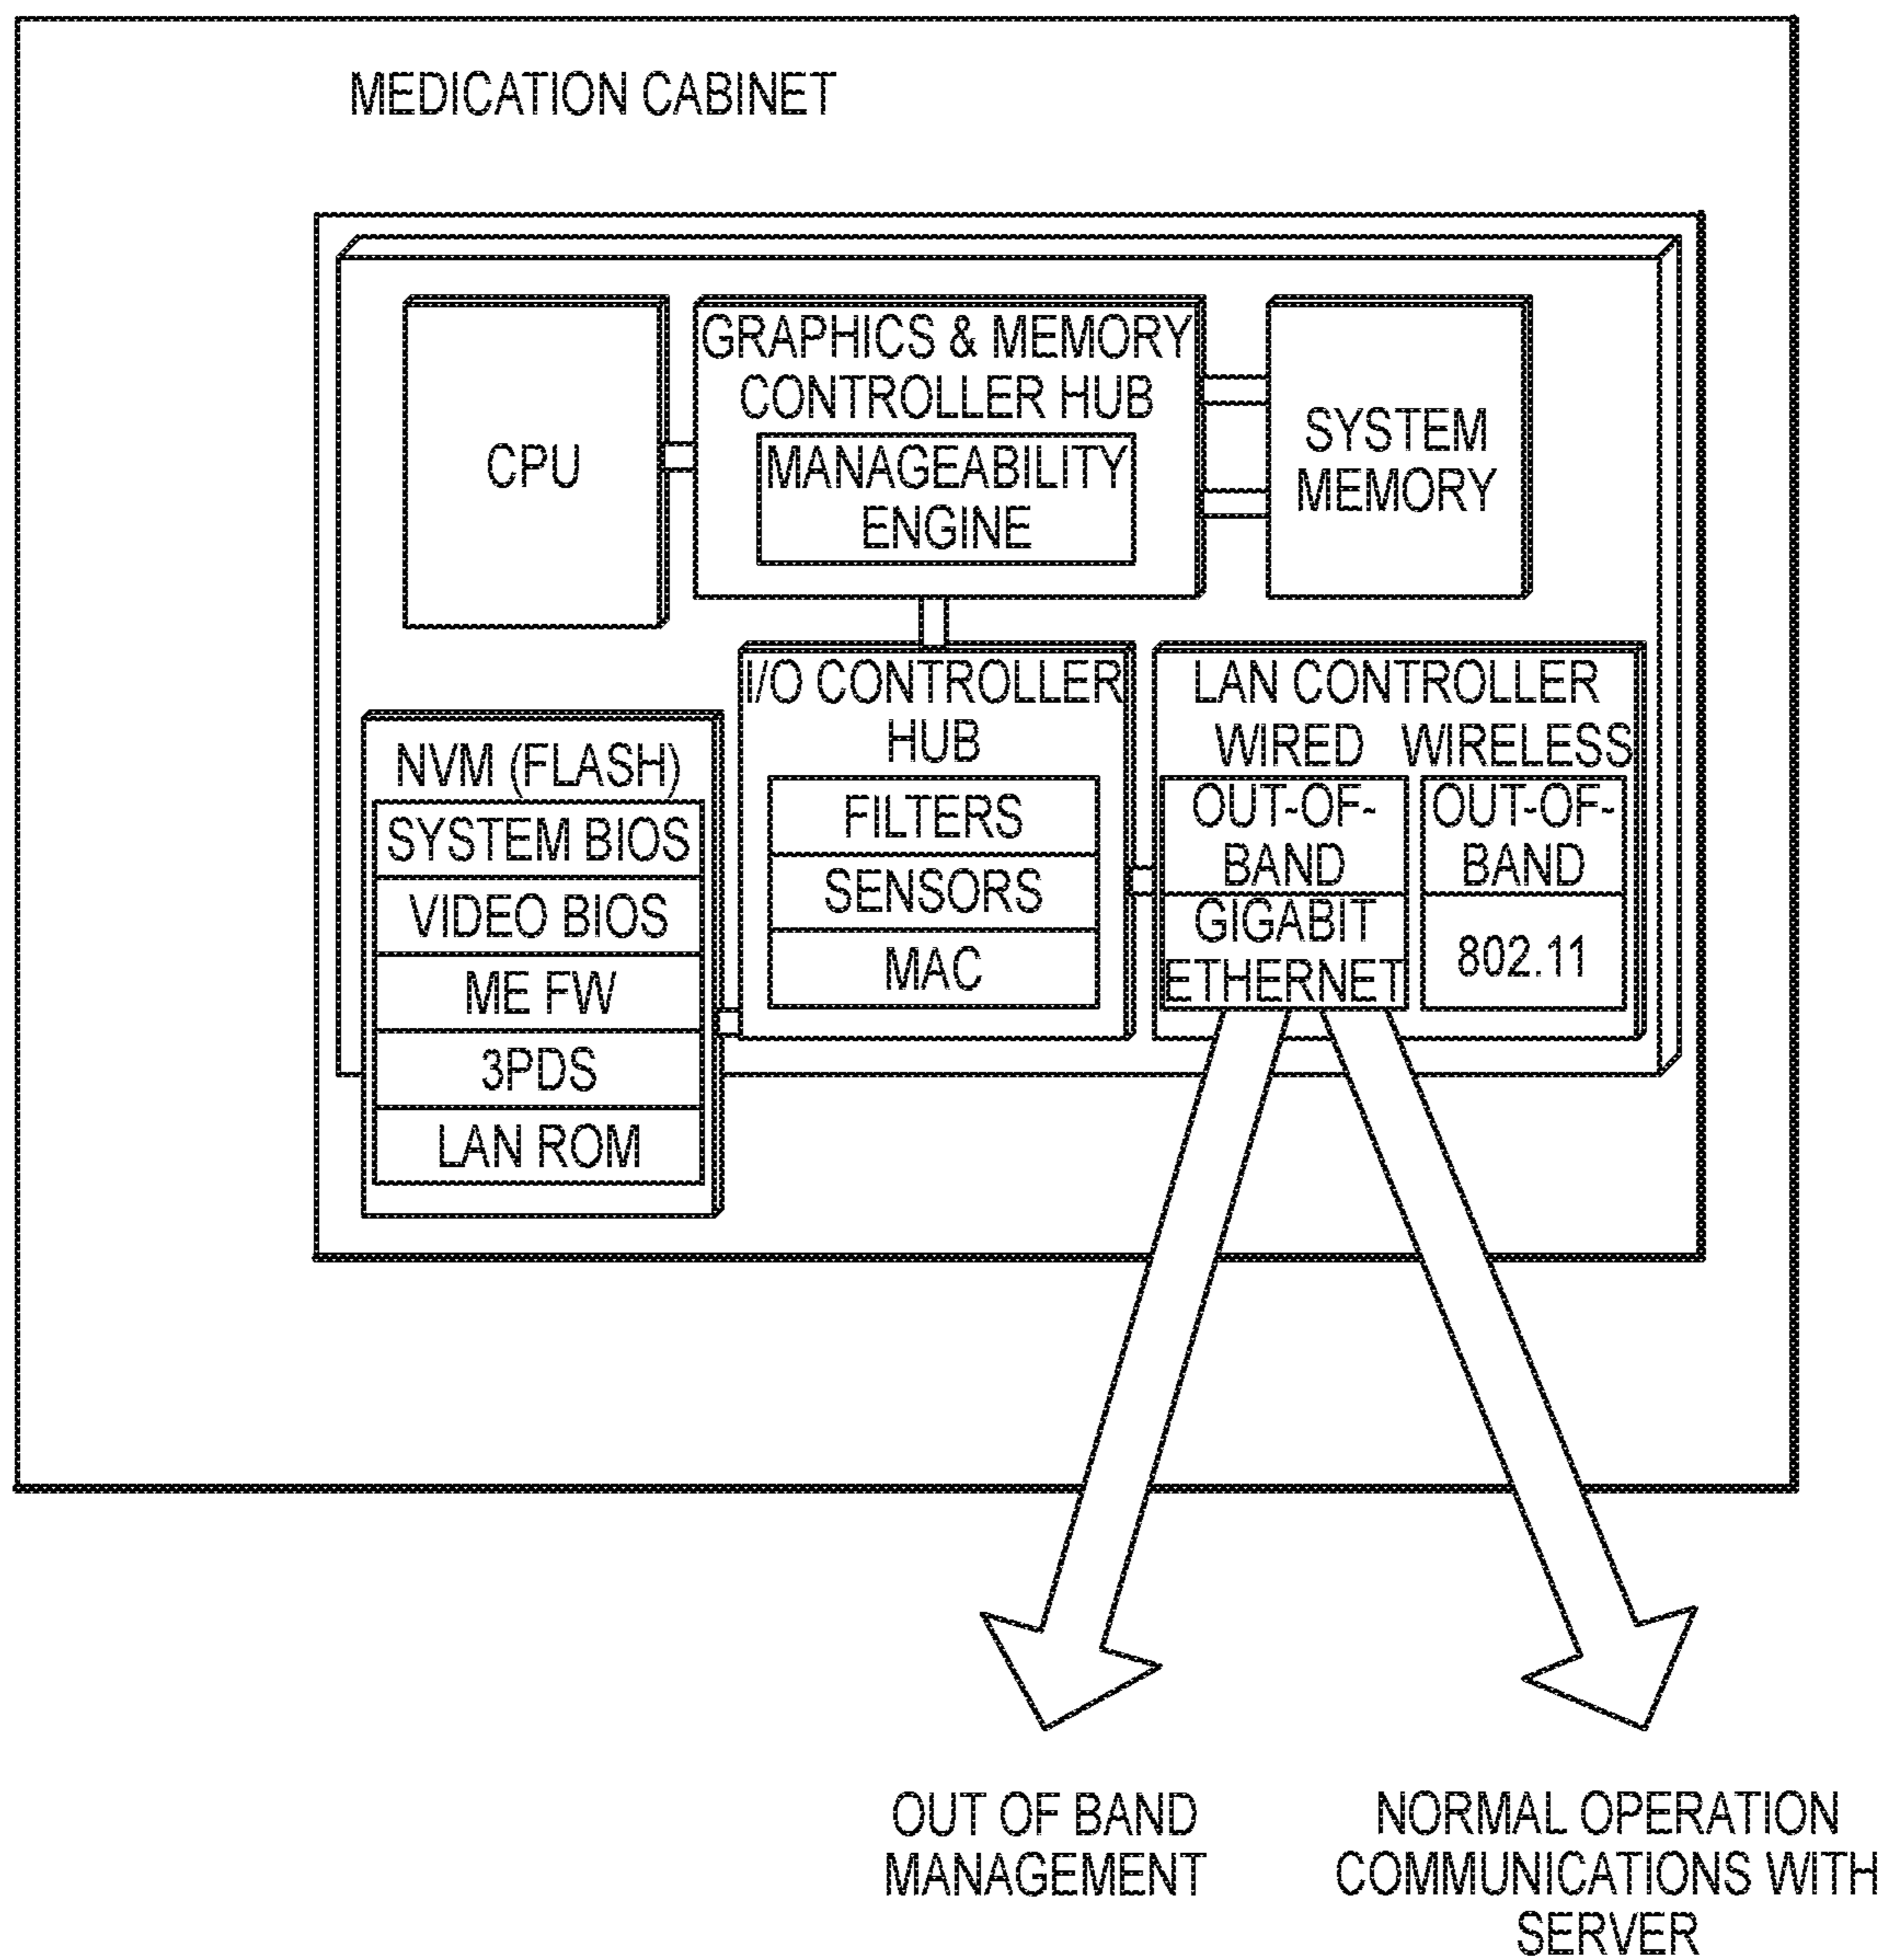 MEDICATION CABINET
CPU
GRAPHICS & MEMORY
CONTROLLER HUB
MANAGEABILITY
ENGINE
SYSTEM
MEMORY
NVM (FLASH)
SYSTEM BIOS
VIDEO BIOS
ME FW
3PDS
LAN ROM
I/O CONTROLLER
HUB
FILTERS
SENSORS
MAC
LAN CONTROLLER
WIRED WIRELESS
OUT-OF-
BAND
GIGABIT
ETHERNET
OUT-OF-
BAND
802.11
OUT OF BAND
MANAGEMENT
NORMAL OPERATION
COMMUNICATIONS WITH
SERVER